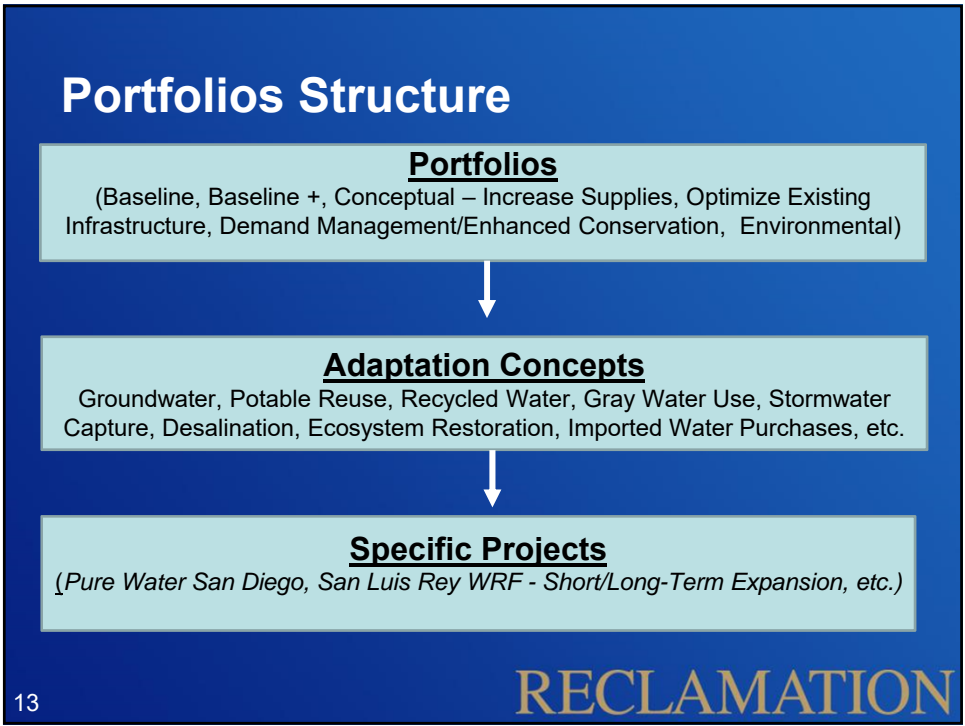 Portfolios Structure
Portfolios
(Baseline, Baseline +, Conceptual – Increase Supplies, Optimize Existing
Infrastructure, Demand Management/Enhanced Conservation,  Environmental)
Adaptation Concepts
Groundwater, Potable Reuse, Recycled Water, Gray Water Use, Stormwater
Capture, Desalination, Ecosystem Restoration, Imported Water Purchases, etc.
Specific Projects
(Pure Water San Diego, San Luis Rey WRF - Short/Long-Term Expansion, etc.)
13
RECLAMATION